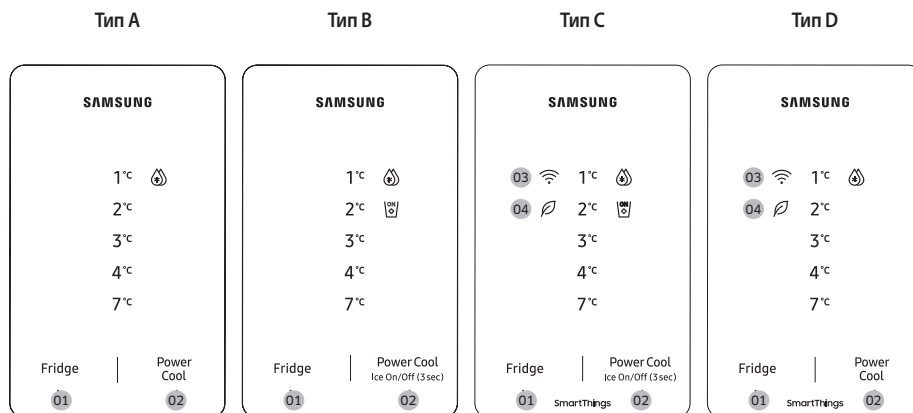 Тип A
Тип B
Тип C
Тип D
SAMSUNG
1°C
2°C
3°C
4°C
7°C
Fridge
Power
Cool
01
02
SAMSUNG
1°C
2°C
ON
3°C
4°C
7°C
Fridge
Power Cool
Ice On/Off (3 sec)
01
02
SAMSUNG
03
1°C
04
2°C
ON
3°C
4°C
7°C
Fridge
Power Cool
Ice On/Off (3 sec)
01
SmartThings
02
SAMSUNG
03
1°C
04
2°C
3°C
4°C
7°C
Fridge
Power
Cool
01
SmartThings
02